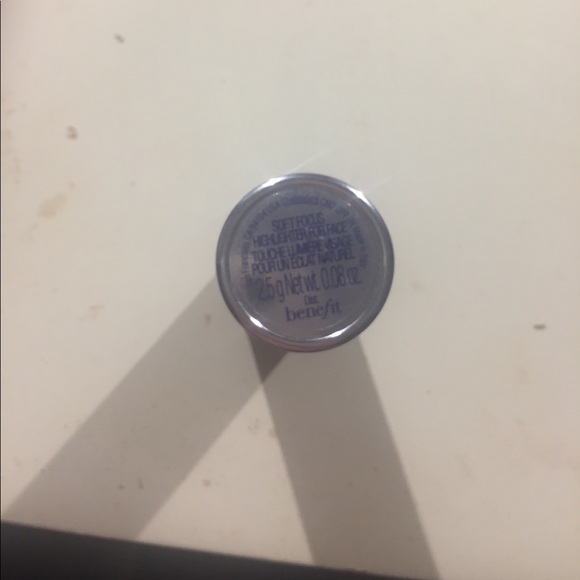 SOFT FOCUS
HIGHLIGHTER FOR FACE
TOUCHE LUMIÈRE VISAGE
POUR UN ÉCLAT NATUREL
2.5 g Net wt. 0.08 oz.
Dist.
benefit